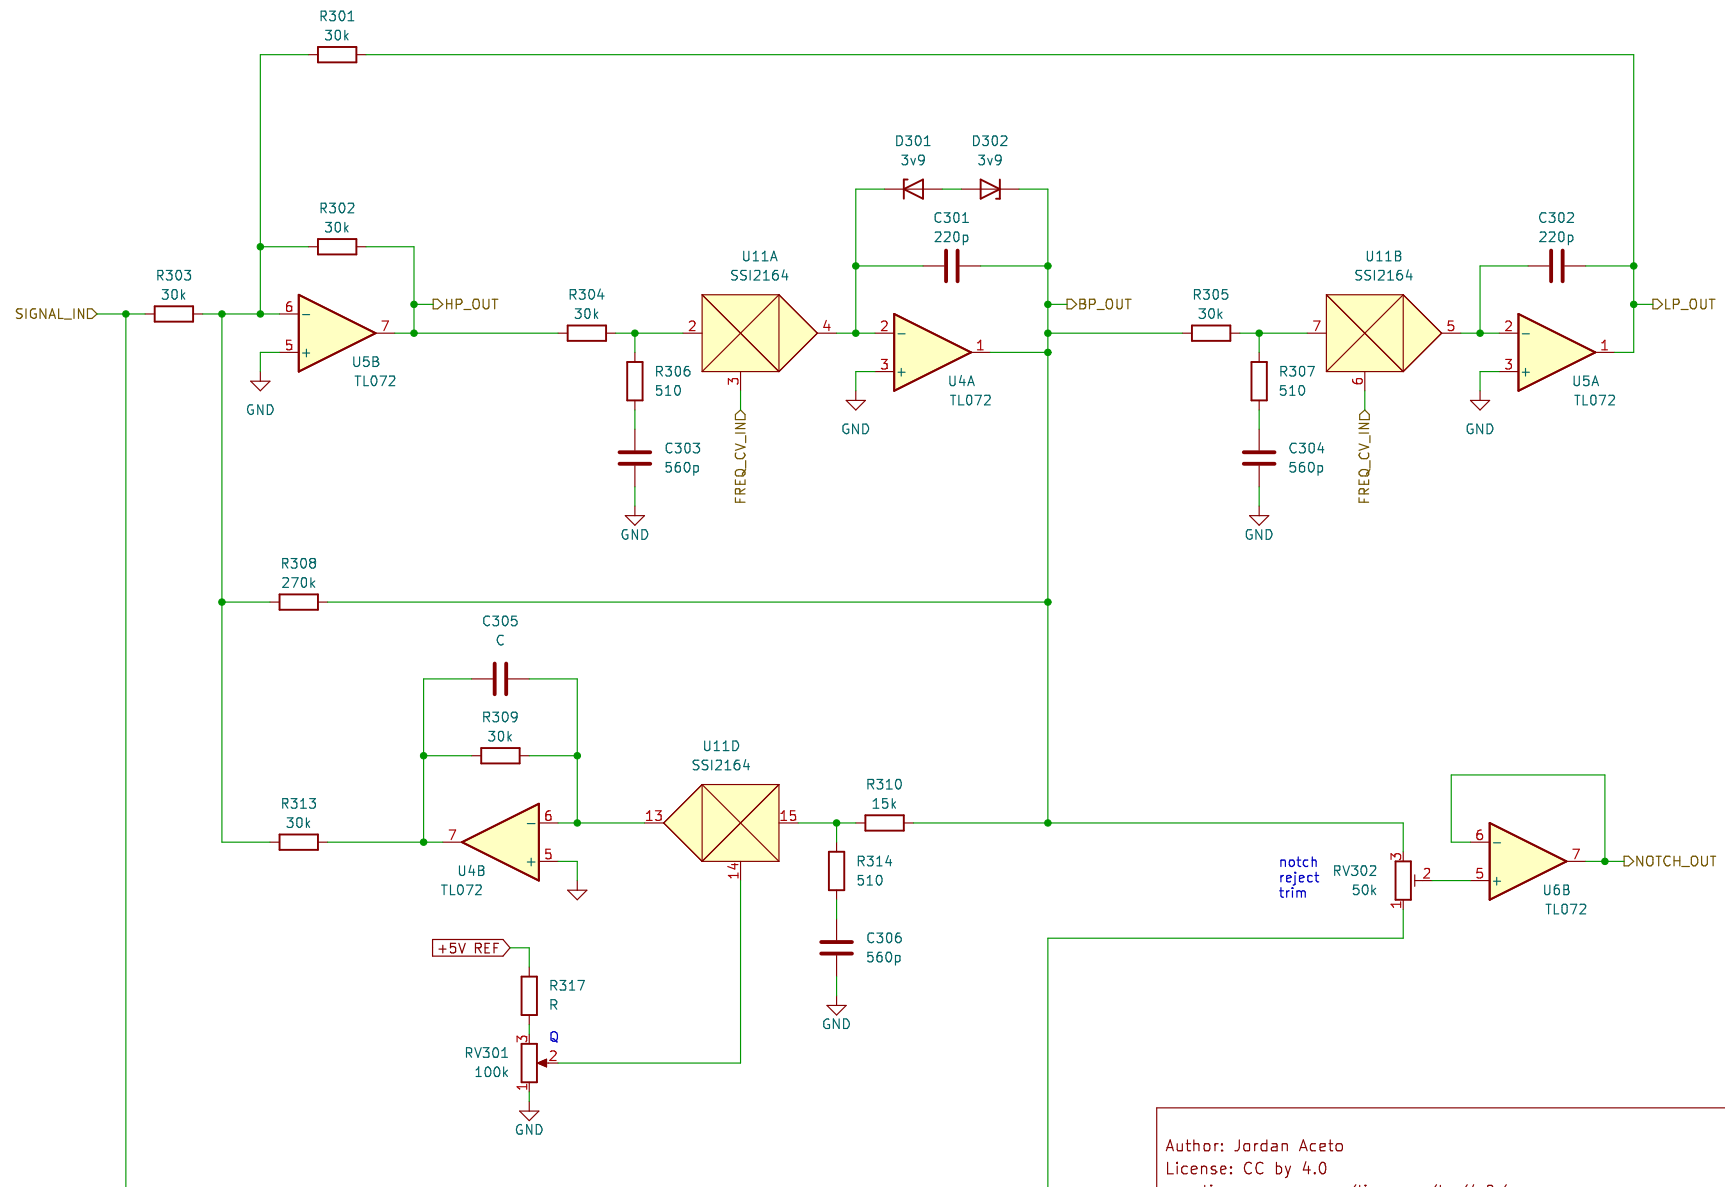 R301
30k
D301
3v9
D302
3v9
R302
30k
C301
220p
C302
220p
R303
30k
U11A
SSI2164
U11B
SSI2164
SIGNAL_IN
6
5
7
U5B
TL072
GND
HP_OUT
R304
30k
2
4
3
R306
510
C303
560p
GND
FREQ_CV_IN
2
3
1
U4A
TL072
GND
BP_OUT
R305
30k
7
5
6
R307
510
C304
560p
GND
FREQ_CV_IN
2
3
1
U5A
TL072
GND
LP_OUT
R308
270k
C305
C
R309
30k
U11D
SSI2164
R313
30k
7
6
5
U4B
TL072
13
15
14
R310
15k
R314
510
C306
560p
GND
notch
reject
trim
RV302
50k
3
2
1
6
5
7
U6B
TL072
NOTCH_OUT
+5V REF
R317
R
Q
RV301
100k
3
2
1
GND
Author: Jordan Aceto
License: CC by 4.0